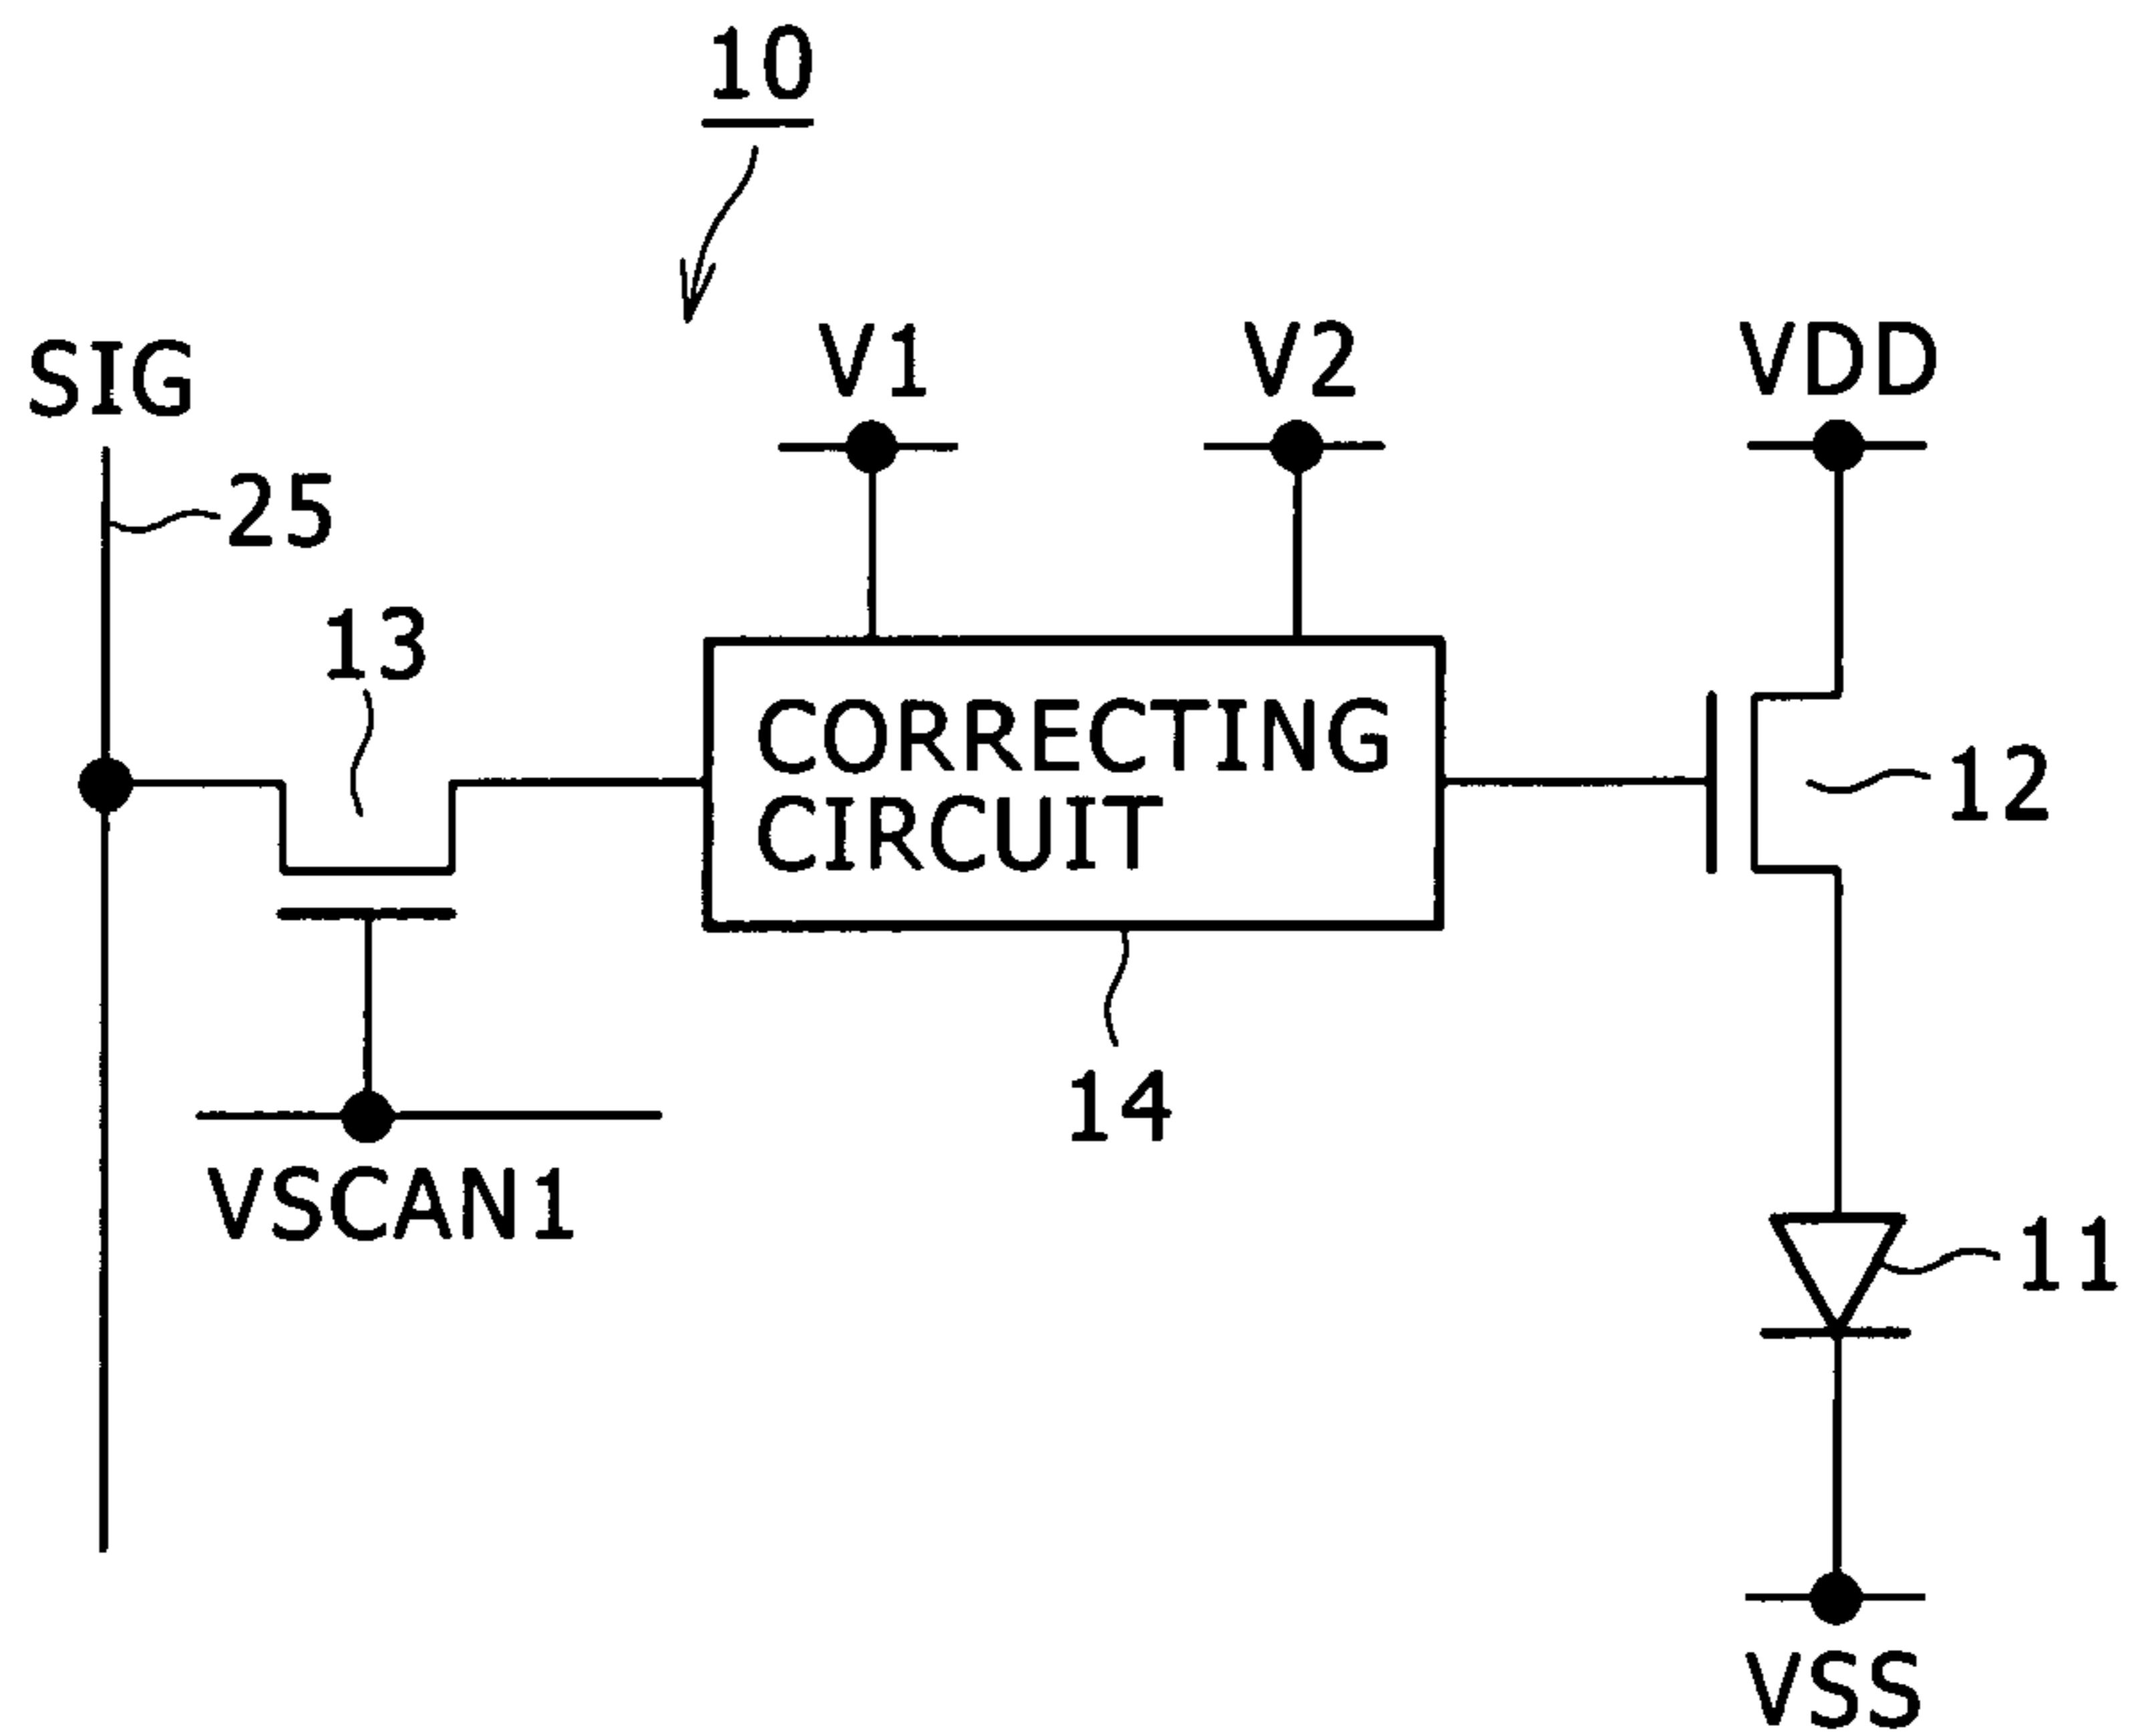 10
SIG
V1
V2
VDD
25
13
CORRECTING
CIRCUIT
12
14
VSCAN1
11
VSS